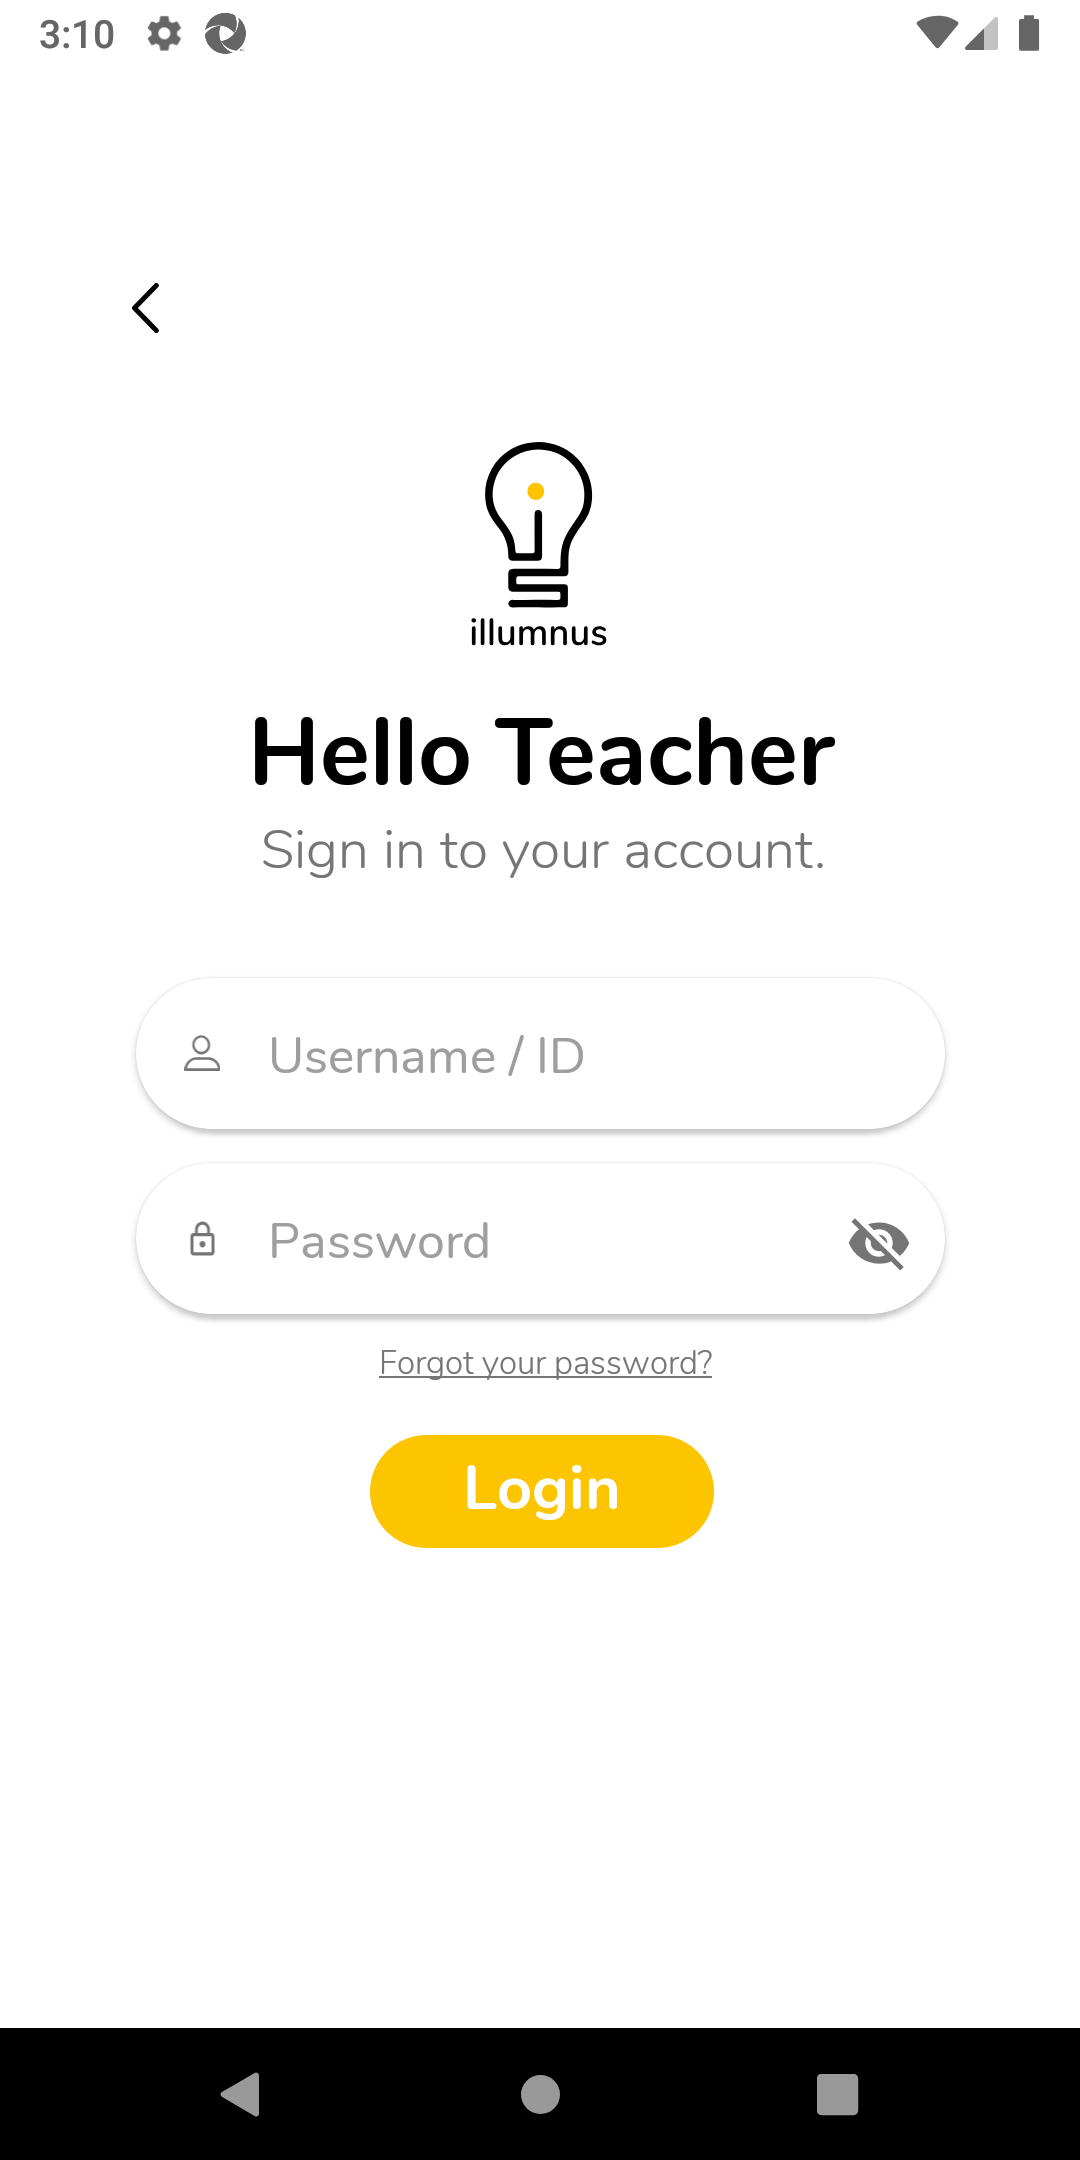 3:10
illumnus
Hello Teacher
Sign in to your account.
Username / ID
Password
Forgot your password?
Login